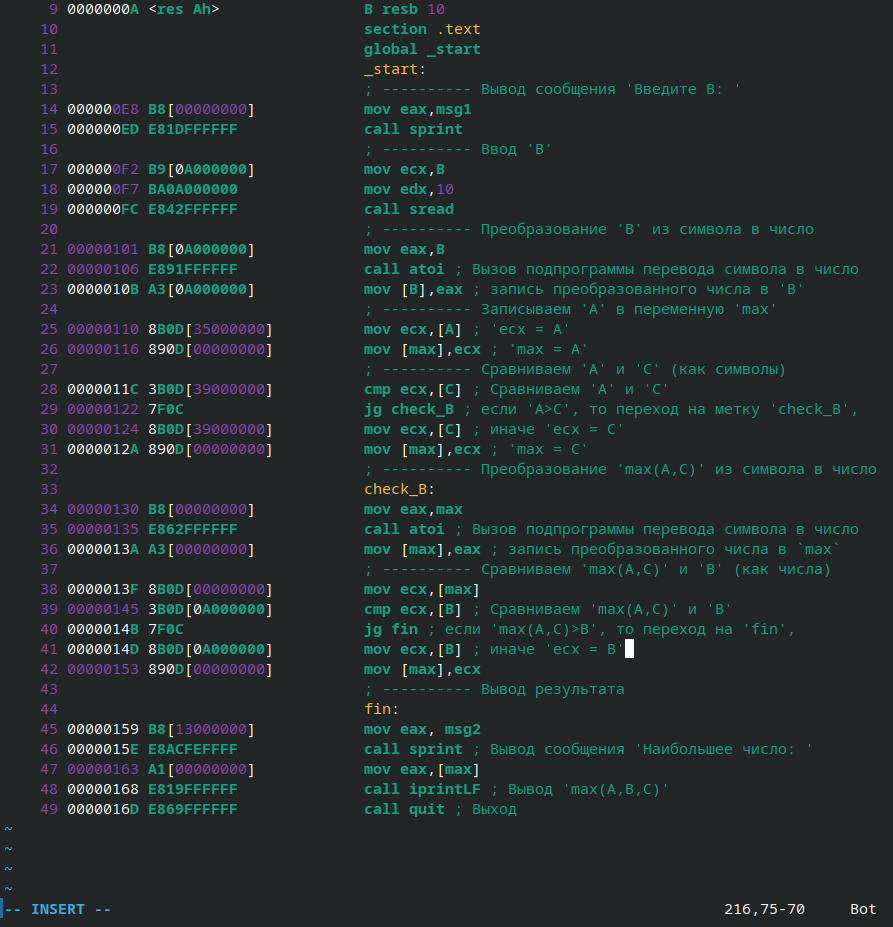 9 0000000A <res Ah> B resb 10
10 section .text
11 global _start
12 _start:
13 ; ---------- Вывод сообщения 'Введите B: '
14 000000E8 B8[00000000] mov eax,msg1
15 000000ED E81DFFFFFF call sprint
16 ; ---------- Ввод 'B'
17 000000F2 B9[0A000000] mov ecx,B
18 000000F7 BA0A000000 mov edx,10
19 000000FC E842FFFFFF call sread
20 ; ---------- Преобразование 'B' из символа в число
21 00000101 B8[0A000000] mov eax,B
22 00000106 E891FFFFFF call atoi ; Вызов подпрограммы перевода символа в число
23 0000010B A3[0A000000] mov [B],eax ; запись преобразованного числа в 'B'
24 ; ---------- Записываем 'A' в переменную 'max'
25 00000110 8B0D[35000000] mov ecx,[A] ; 'ecx = A'
26 00000116 890D[00000000] mov [max],ecx ; 'max = A'
27 ; ---------- Сравниваем 'A' и 'C' (как символы)
28 0000011C 3B0D[39000000] cmp ecx,[C] ; Сравниваем 'A' и 'C'
29 00000122 7F0C jg check_B ; если 'A>C', то переход на метку 'check_B',
30 00000124 8B0D[39000000] mov ecx,[C] ; иначе 'ecx = C'
31 0000012A 890D[00000000] mov [max],ecx ; 'max = C'
32 ; ---------- Преобразование 'max(A,C)' из символа в число
33 check_B:
34 00000130 B8[00000000] mov eax,max
35 00000135 E862FFFFFF call atoi ; Вызов подпрограммы перевода символа в число
36 0000013A A3[00000000] mov [max],eax ; запись преобразованного числа в `max`
37 ; ---------- Сравниваем 'max(A,C)' и 'B' (как числа)
38 0000013F 8B0D[00000000] mov ecx,[max]
39 00000145 3B0D[0A000000] cmp ecx,[B] ; Сравниваем 'max(A,C)' и 'B'
40 0000014B 7F0C jg fin ; если 'max(A,C)>B', то переход на 'fin',
41 0000014D 8B0D[0A000000] mov ecx,[B] ; иначе 'ecx = B'
42 00000153 890D[00000000] mov [max],ecx
43 ; ---------- Вывод результата
44 fin:
45 00000159 B8[13000000] mov eax, msg2
46 0000015E E8ACFEFFFF call sprint ; Вывод сообщения 'Наибольшее число: '
47 00000163 A1[00000000] mov eax,[max]
48 00000168 E819FFFFFF call iprintLF ; Вывод 'max(A,B,C)'
49 0000016D E869FFFFFF call quit ; Выход
~
~
~
~
-- INSERT -- 216,75-70 Bot